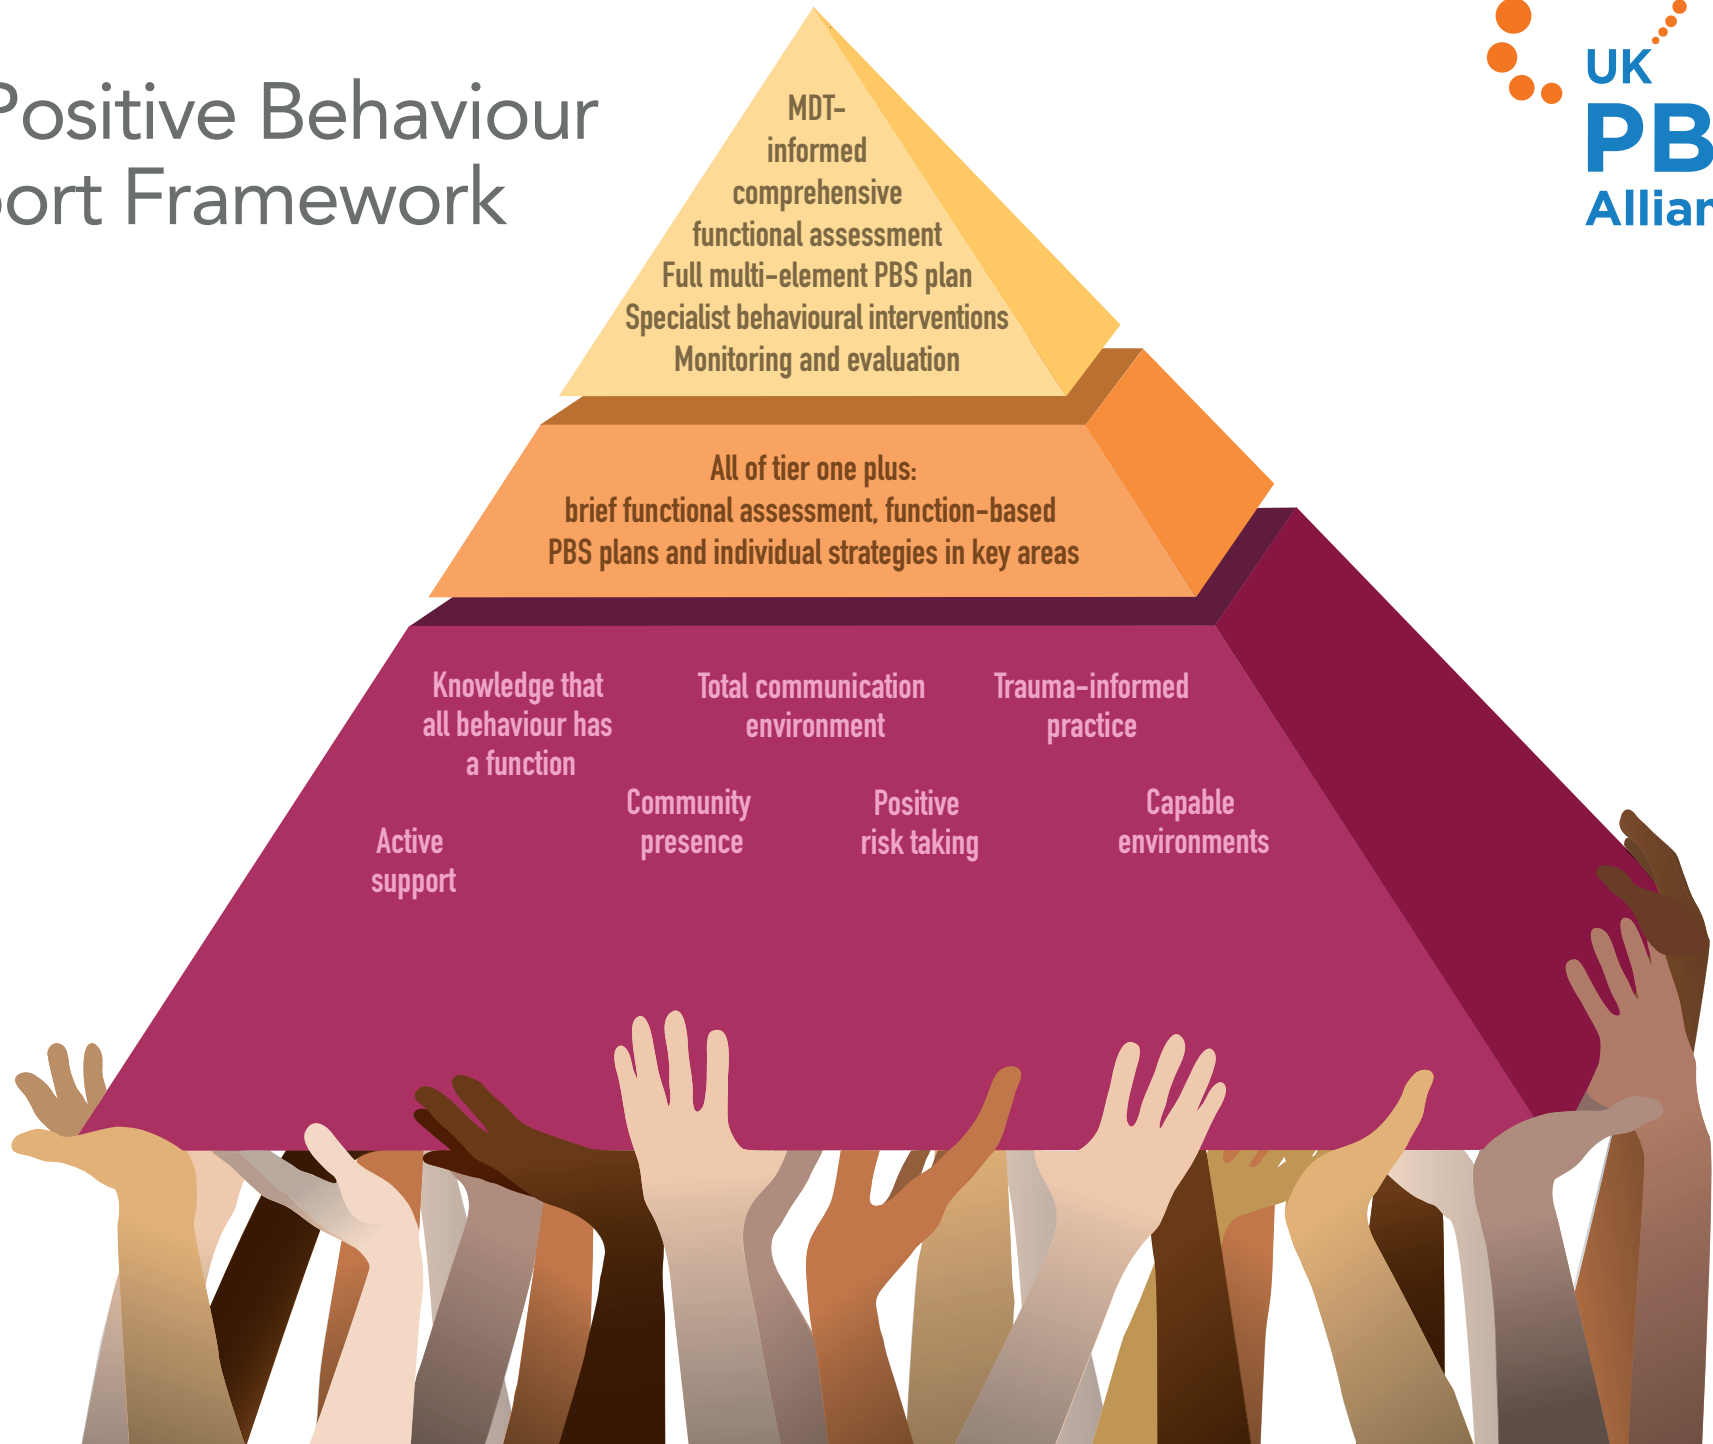 Positive Behaviour
ort Framework
UK
PB
Allian
MDT-
informed
comprehensive
functional assessment
Full multi-element PBS plan
Specialist behavioural interventions
Monitoring and evaluation
All of tier one plus:
brief functional assessment, function-based
PBS plans and individual strategies in key areas
Knowledge that
all behaviour has
a function
Total communication
environment
Trauma-informed
practice
Active
support
Community
presence
Positive
risk taking
Capable
environments